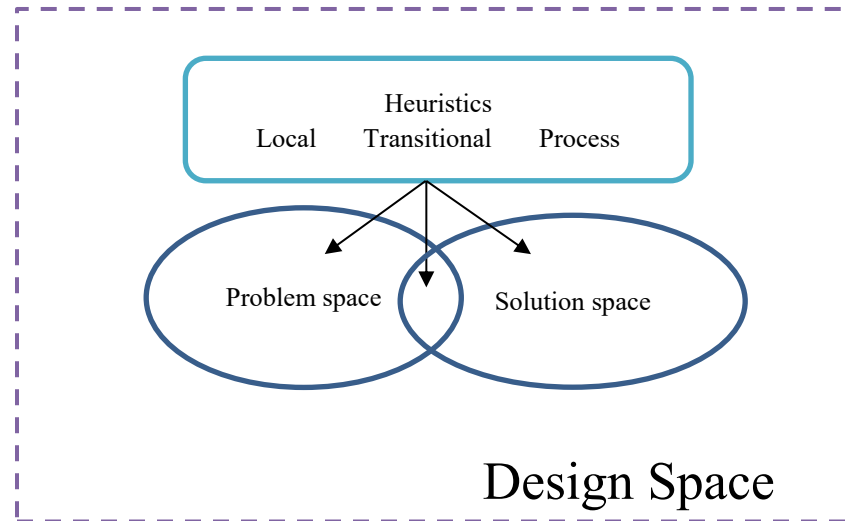 Heuristics
Local Transitional Process
Problem space
Solution space
Design Space